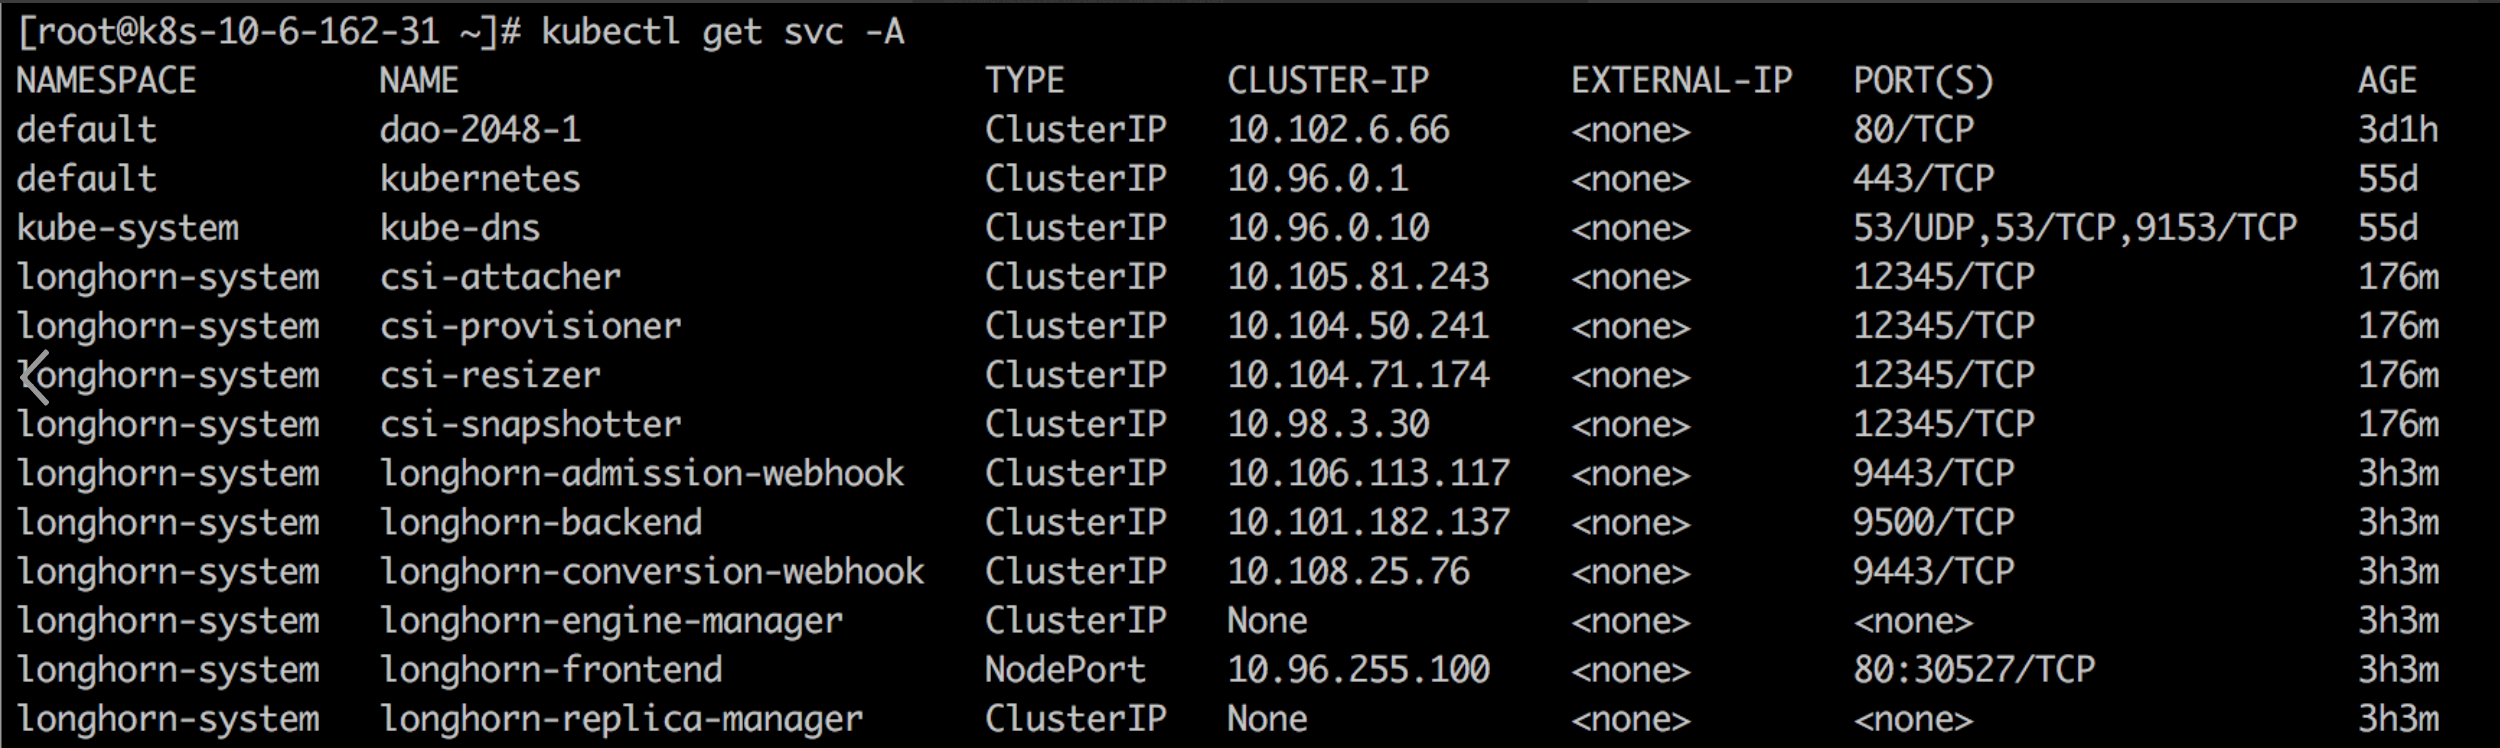 [root@k8s-10-6-162-31 ~]# kubectl get svc -A
NAMESPACE NAME TYPE CLUSTER-IP EXTERNAL-IP PORT(S) AGE
default dao-2048-1 ClusterIP 10.102.6.66 <none> 80/TCP 3d1h
default kubernetes ClusterIP 10.96.0.1 <none> 443/TCP 55d
kube-system kube-dns ClusterIP 10.96.0.10 <none> 53/UDP,53/TCP,9153/TCP 55d
longhorn-system csi-attacher ClusterIP 10.105.81.243 <none> 12345/TCP 176m
longhorn-system csi-provisioner ClusterIP 10.104.50.241 <none> 12345/TCP 176m
longhorn-system csi-resizer ClusterIP 10.104.71.174 <none> 12345/TCP 176m
longhorn-system csi-snapshotter ClusterIP 10.98.3.30 <none> 12345/TCP 176m
longhorn-system longhorn-admission-webhook ClusterIP 10.106.113.117 <none> 9443/TCP 3h3m
longhorn-system longhorn-backend ClusterIP 10.101.182.137 <none> 9500/TCP 3h3m
longhorn-system longhorn-conversion-webhook ClusterIP 10.108.25.76 <none> 9443/TCP 3h3m
longhorn-system longhorn-engine-manager ClusterIP None <none> <none> 3h3m
longhorn-system longhorn-frontend NodePort 10.96.255.100 <none> 80:30527/TCP 3h3m
longhorn-system longhorn-replica-manager ClusterIP None <none> <none> 3h3m